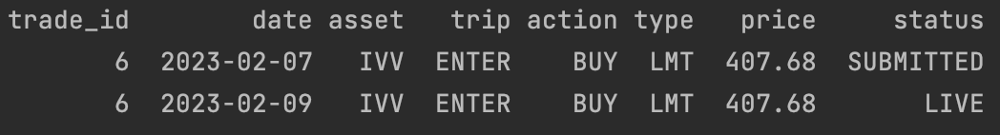 trade_id date asset trip action type price status
6 2023-02-07 IVV ENTER BUY LMT 407.68 SUBMITTED
6 2023-02-09 IVV ENTER BUY LMT 407.68 LIVE